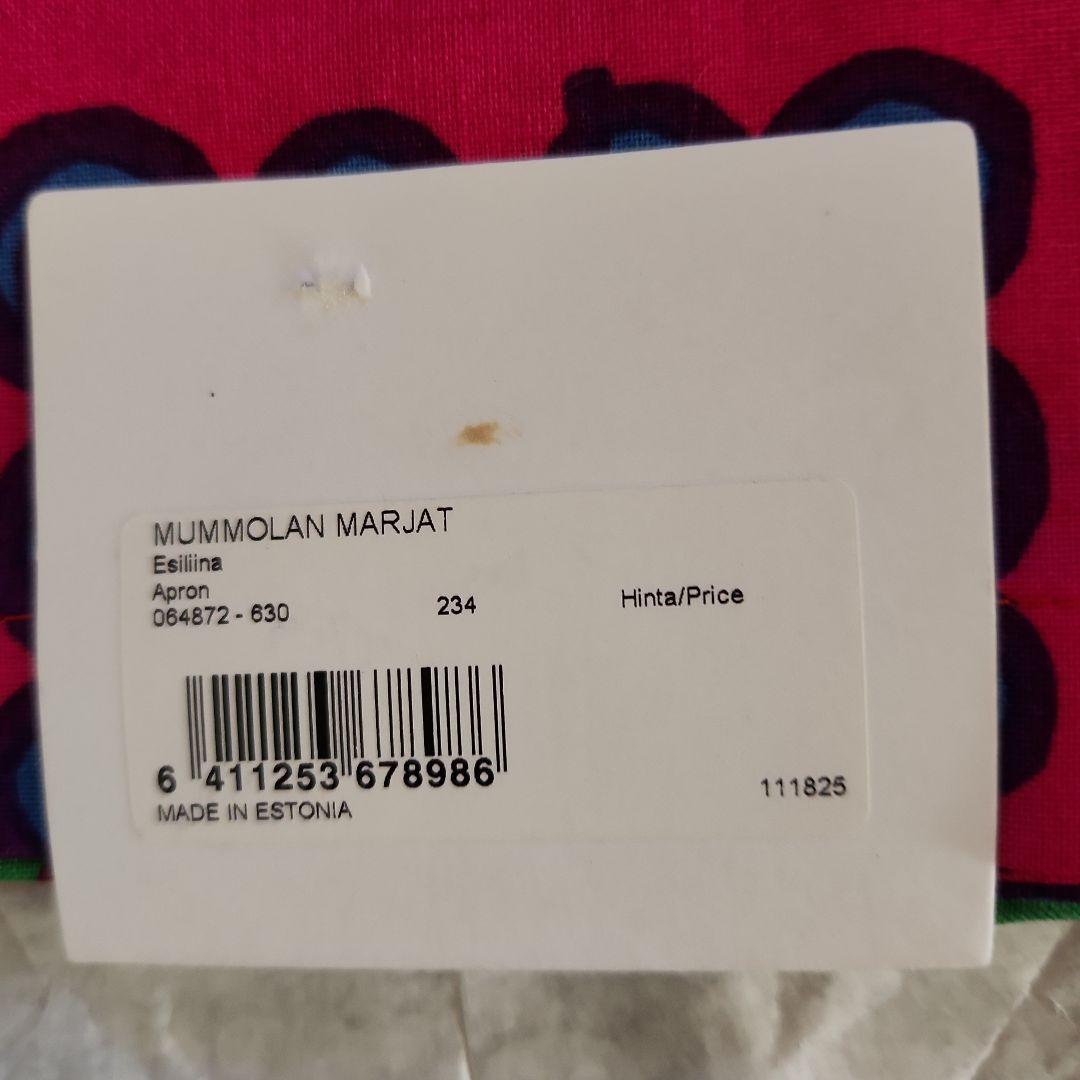 MUMMOLAN MARJAT
Esiliina
Apron
064872 - 630 234 Hinta/Price
6 411253 678986
MADE IN ESTONIA 111825